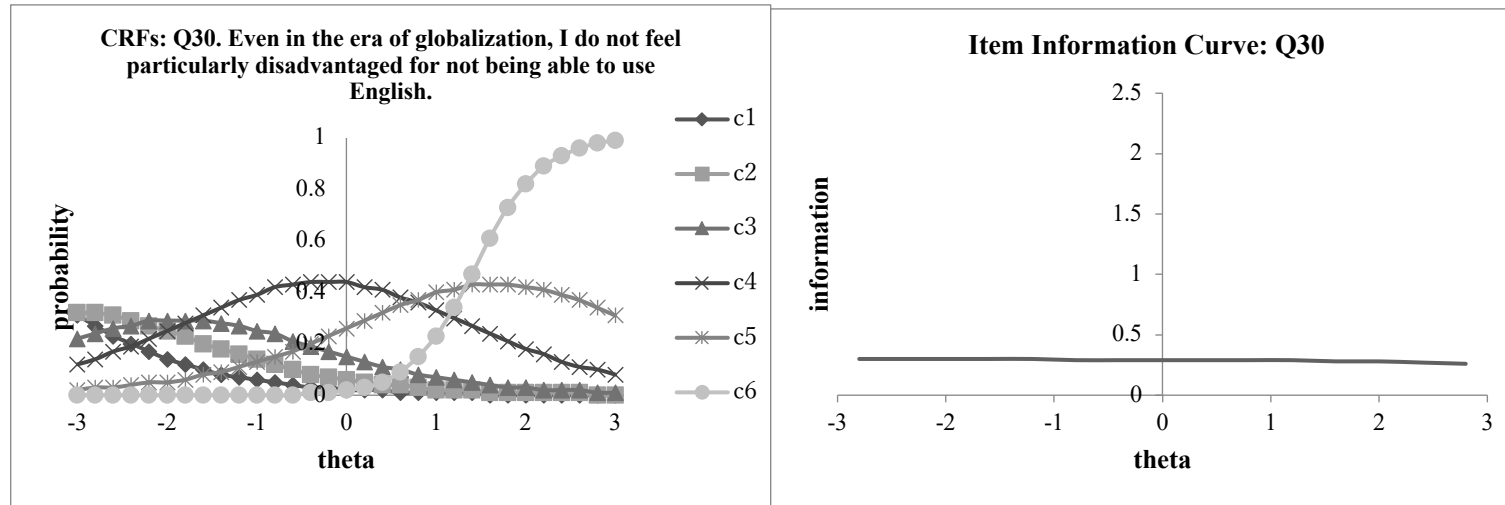 CRFs: Q30. Even in the era of globalization, I do not feel
particularly disadvantaged for not being able to use
English.
probability
1
0.8
0.6
0.4
0.2
0
-3 -2 -1 0 1 2 3
theta
c1
c2
c3
c4
c5
c6
Item Information Curve: Q30
information
2.5
2
1.5
1
0.5
0
-3 -2 -1 0 1 2 3
theta